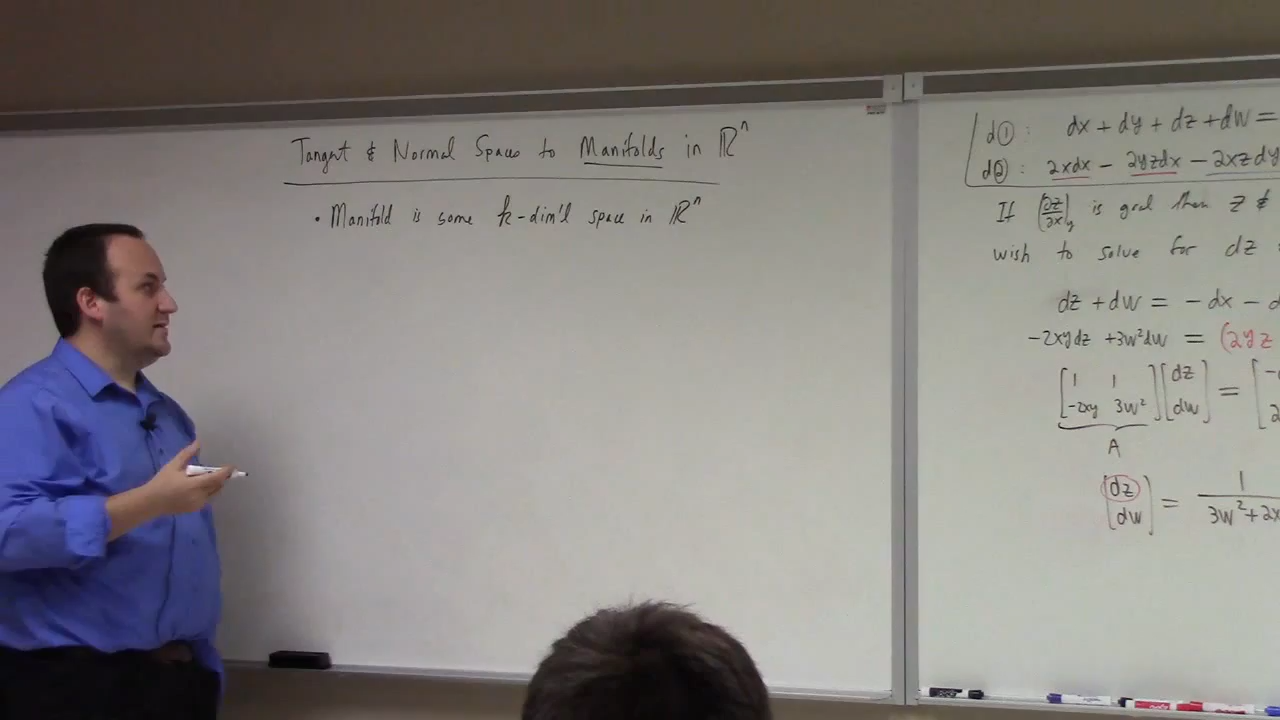 Tangent & Normal Spaces to Manifolds in ℝⁿ
• Manifold is some k-dim'l space in ℝⁿ
d①: dx + dy + dz + dw =
d②: 2xdx - 2yzdx - 2xzdy
If (∂z/∂x)_y is then z &
wish to solve for dz
dz + dw = -dx -
-2xydz + 3w²dw = (2yz
[1 1; -2xy 3w²] [dz; dw] = [-
A
[dz; dw] = 1/(3w²+2x